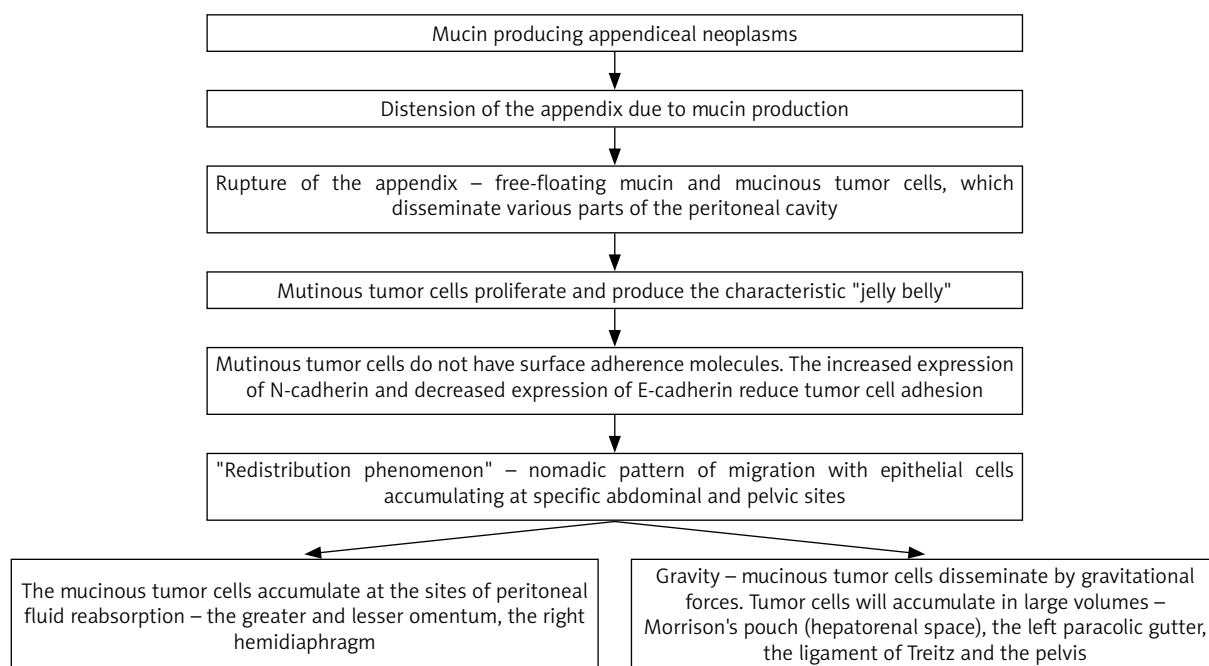 Mucin producing appendiceal neoplasms
Distension of the appendix due to mucin production
Rupture of the appendix – free-floating mucin and mucinous tumor cells, which
disseminate various parts of the peritoneal cavity
Mutinous tumor cells proliferate and produce the characteristic "jelly belly"
Mutinous tumor cells do not have surface adherence molecules. The increased expression
of N-cadherin and decreased expression of E-cadherin reduce tumor cell adhesion
"Redistribution phenomenon" – nomadic pattern of migration with epithelial cells
accumulating at specific abdominal and pelvic sites
The mucinous tumor cells accumulate at the sites of peritoneal
fluid reabsorption – the greater and lesser omentum, the right
hemidiaphragm
Gravity – mucinous tumor cells disseminate by gravitational
forces. Tumor cells will accumulate in large volumes –
Morrison's pouch (hepatorenal space), the left paracolic gutter,
the ligament of Treitz and the pelvis